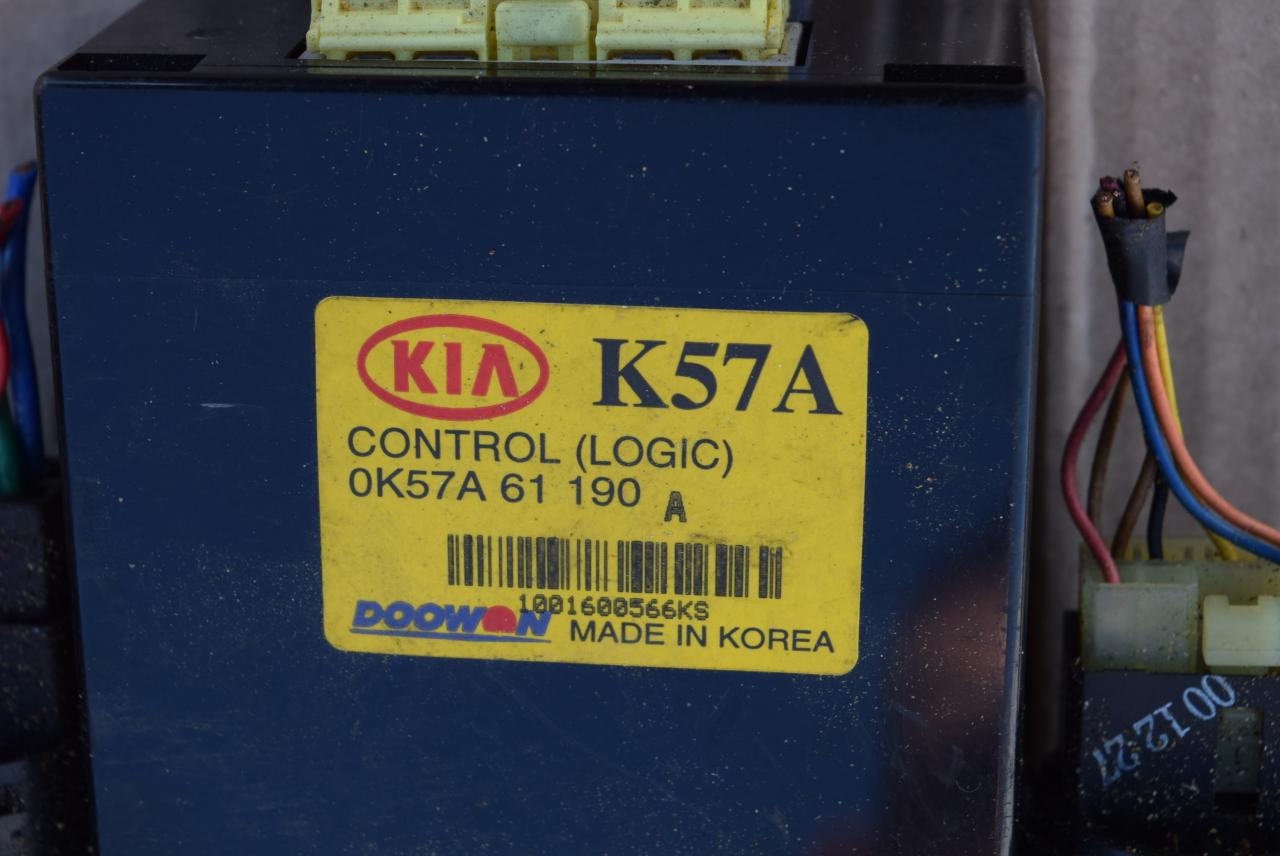 KIA K57A
CONTROL (LOGIC)
0K57A 61 190 A
1001600566KS
DOOWON MADE IN KOREA
00 12 27